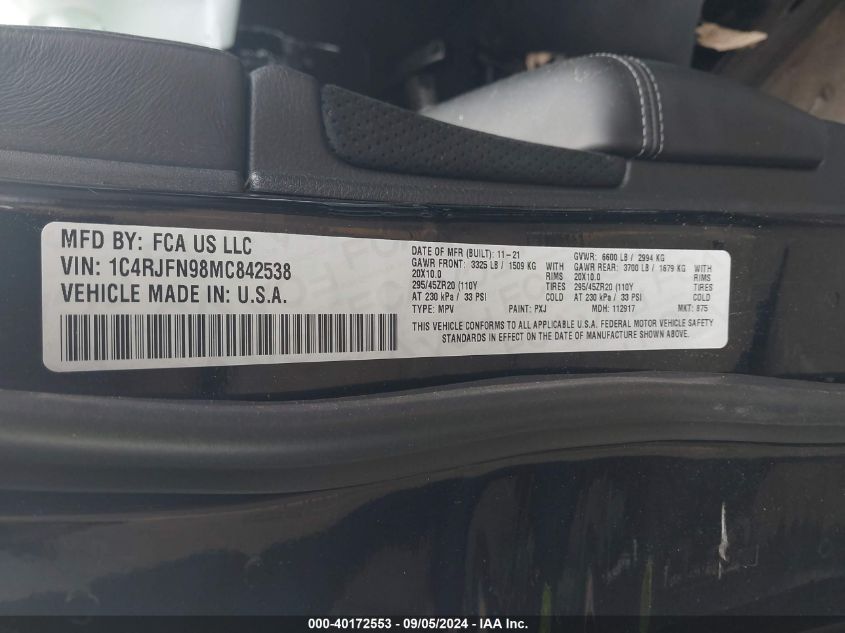 MFD BY: FCA US LLC
VIN: 1C4RJFN98MC842538
VEHICLE MADE IN: U.S.A.
DATE OF MFR (BUILT): 11-21 GVWR: 6600 LB / 2994 KG
GAWR FRONT: 3325 LB / 1509 KG WITH GAWR REAR: 3700 LB / 1679 KG WITH
20X10.0 RIMS 20X10.0 RIMS
295/45ZR20 (110Y TIRES 295/45ZR20 (110Y TIRES
AT 230 kPa / 33 PSI COLD AT 230 kPa / 33 PSI COLD
TYPE: MPV PAINT: PXJ MDH: 112917 MKT: 875
THIS VEHICLE CONFORMS TO ALL APPLICABLE U.S.A. FEDERAL MOTOR VEHICLE SAFETY
STANDARDS IN EFFECT ON THE DATE OF MANUFACTURE SHOWN ABOVE.
000-40172553 - 09/05/2024 - IAA Inc.